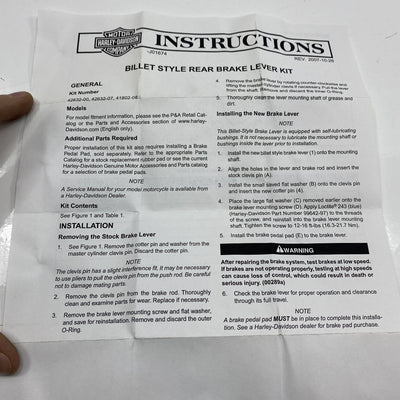 MOTOR
HARLEY-DAVIDSON
COMPANY
INSTRUCTIONS
-J01674
REV. 2007-10-26
BILLET STYLE REAR BRAKE LEVER KIT
GENERAL
Kit Number
42632-00, 42632-07, 41802-08
Models
For model fitment information, please see the P&A Retail Cat-
alog or the Parts and Accessories section of www.harley-
davidson.com (English only).
Additional Parts Required
Proper installation of this kit also requires Installing a Brake
Pedal Pad, sold separately. Refer to the appropriate Parts
Catalog for a stock replacement rubber pad or see the current
Harley-Davidson Genuine Motor Accessories and Parts catalog
for a selection of brake pedal pads.
NOTE
A Service Manual for your model motorcycle is available from
a Harley-Davidson Dealer.
Kit Contents
See Figure 1 and Table 1.
INSTALLATION
Removing the Stock Brake Lever
1. See Figure 1. Remove the cotter pin and washer from the
master cylinder clevis pin. Discard the cotter pin.
NOTE
The clevis pin has a slight interference fit, it may be necessary
to use pliers to pull the clevis pin from the push rod. Be careful
not to damage mating parts.
2. Remove the clevis pin from the brake rod. Thoroughly
clean and examine parts for wear. Replace if necessary.
3. Remove the brake lever mounting screw and flat washer,
and save for reinstallation. Remove and discard the outer
O-Ring.
4. Remove the brake lever by rotating counter-clockwise and
lifting the master cylinder clevis if necessary. Pull the lever
from the shaft. Remove and discard the inner O-Ring.
5. Thoroughly clean the lever mounting shaft of grease and
dirt.
Installing the New Brake Lever
NOTE
This Billet-Style Brake Lever is equipped with self-lubricating
bushings. It is not necessary to lubricate the mounting shaft or
bushings inside the lever prior to installation.
1. Install the new billet style brake lever (1) onto the mounting
shaft.
2. Align the holes in the lever and brake rod and insert the
stock clevis pin (A).
3. Install the small saved flat washer (B) onto the clevis pin
and insert the new cotter pin (4).
4. Place the large flat washer (C) removed earlier onto the
brake lever mounting screw (D). Apply Loctite® 243 (blue)
(Harley-Davidson Part Number 99642-97) to the threads
of the screw, and reinstall into the brake lever mounting
shaft. Tighten the screw to 12-16 ft-lbs (16.3-21.7 Nm).
5. Install the brake pedal pad (E) to the brake lever.
WARNING
After repairing the brake system, test brakes at low speed.
If brakes are not operating properly, testing at high speeds
can cause loss of control, which could result in death or
serious injury. (00289a)
6. Check the brake lever for proper operation and clearance
through its full travel.
NOTE
A brake pedal pad MUST be in place to complete this installa-
tion. See a Harley-Davidson dealer for brake pad purchase.